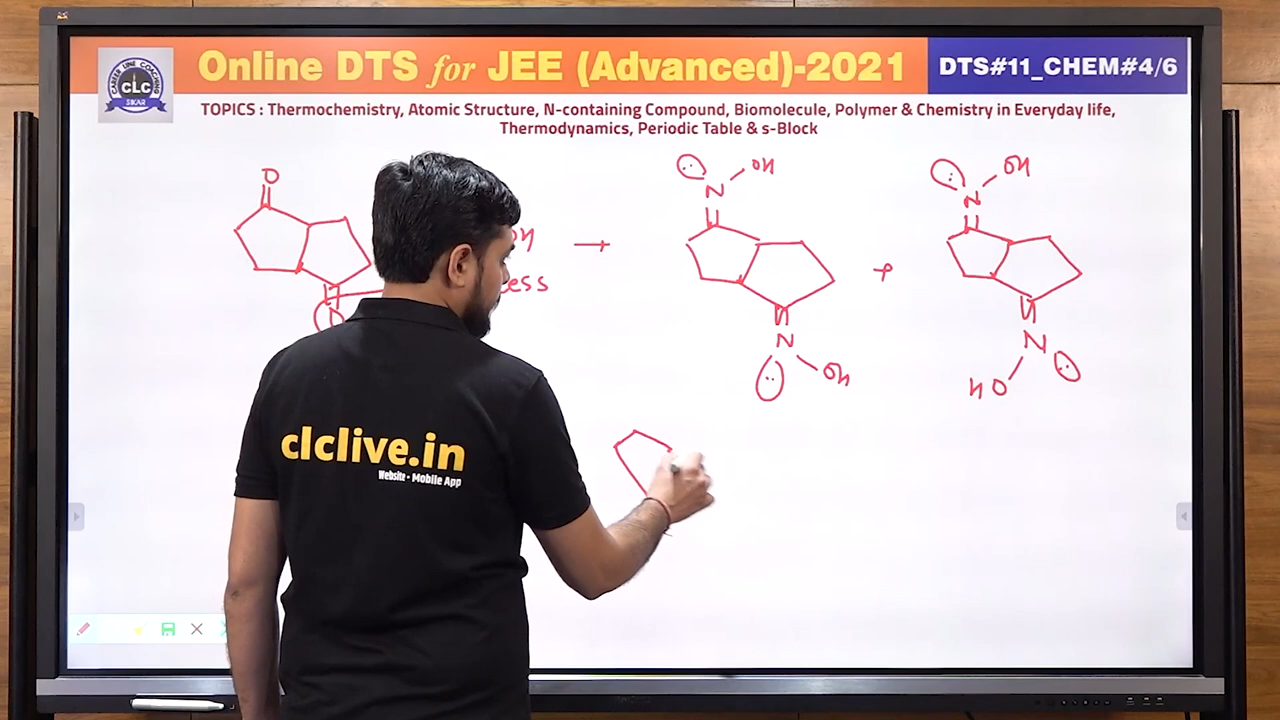 Online DTS for JEE (Advanced)-2021
DTS#11_CHEM#4/6
CAREER LINE COACHING
CLC
SIKAR
TOPICS : Thermochemistry, Atomic Structure, N-containing Compound, Biomolecule, Polymer & Chemistry in Everyday life,
Thermodynamics, Periodic Table & s-Block
O
OH
ess
→
N
OH
N
OH
+
N
OH
N
HO
clclive.in
Website • Mobile App